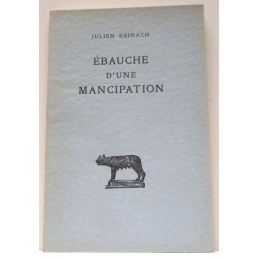 JULIEN REINACH
ÉBAUCHE
D'UNE
MANCIPATION